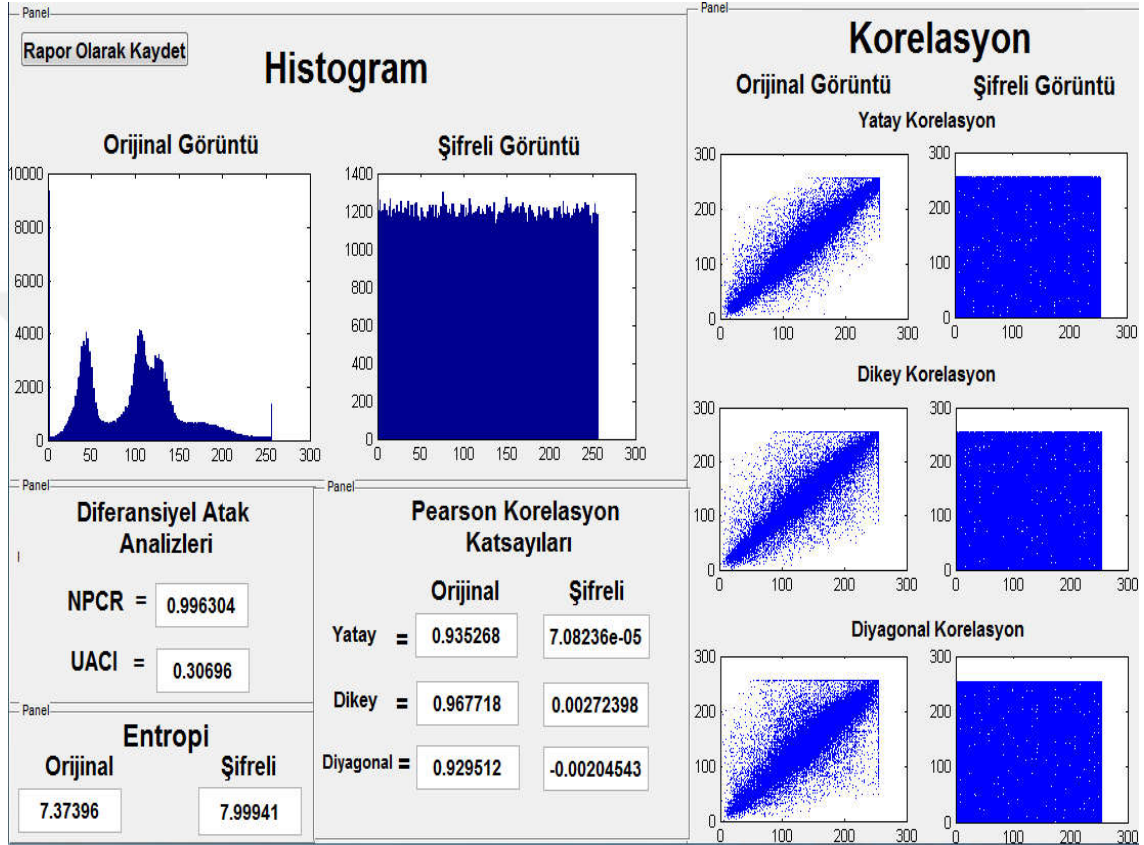 Panel
Rapor Olarak Kaydet
Histogram
Orijinal Görüntü
10000
8000
6000
4000
2000
0
0 50 100 150 200 250 300
Şifreli Görüntü
1400
1200
1000
800
600
400
200
0
0 50 100 150 200 250 300
Panel
Diferansiyel Atak
Analizleri
NPCR = 0.996304
UACI = 0.30696
Panel
Entropi
Orijinal Şifreli
7.37396 7.99941
Panel
Pearson Korelasyon
Katsayıları
Orijinal Şifreli
Yatay = 0.935268 7.08236e-05
Dikey = 0.967718 0.00272398
Diyagonal = 0.929512 -0.00204543
Panel
Korelasyon
Orijinal Görüntü Şifreli Görüntü
Yatay Korelasyon
300
200
100
0
0 100 200 300
300
200
100
0
0 100 200 300
Dikey Korelasyon
300
200
100
0
0 100 200 300
300
200
100
0
0 100 200 300
Diyagonal Korelasyon
300
200
100
0
0 100 200 300
300
200
100
0
0 100 200 300